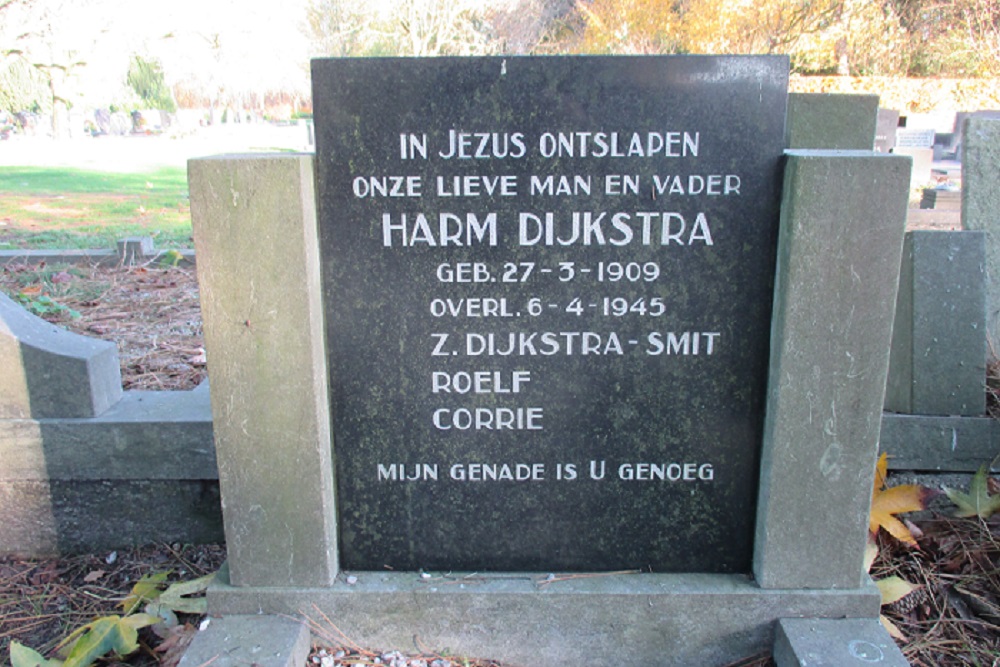 IN JEZUS ONTSLAPEN
ONZE LIEVE MAN EN VADER
HARM DIJKSTRA
GEB. 27-3-1909
OVERL. 6-4-1945
Z. DIJKSTRA-SMIT
ROELF
CORRIE
MIJN GENADE IS U GENOEG